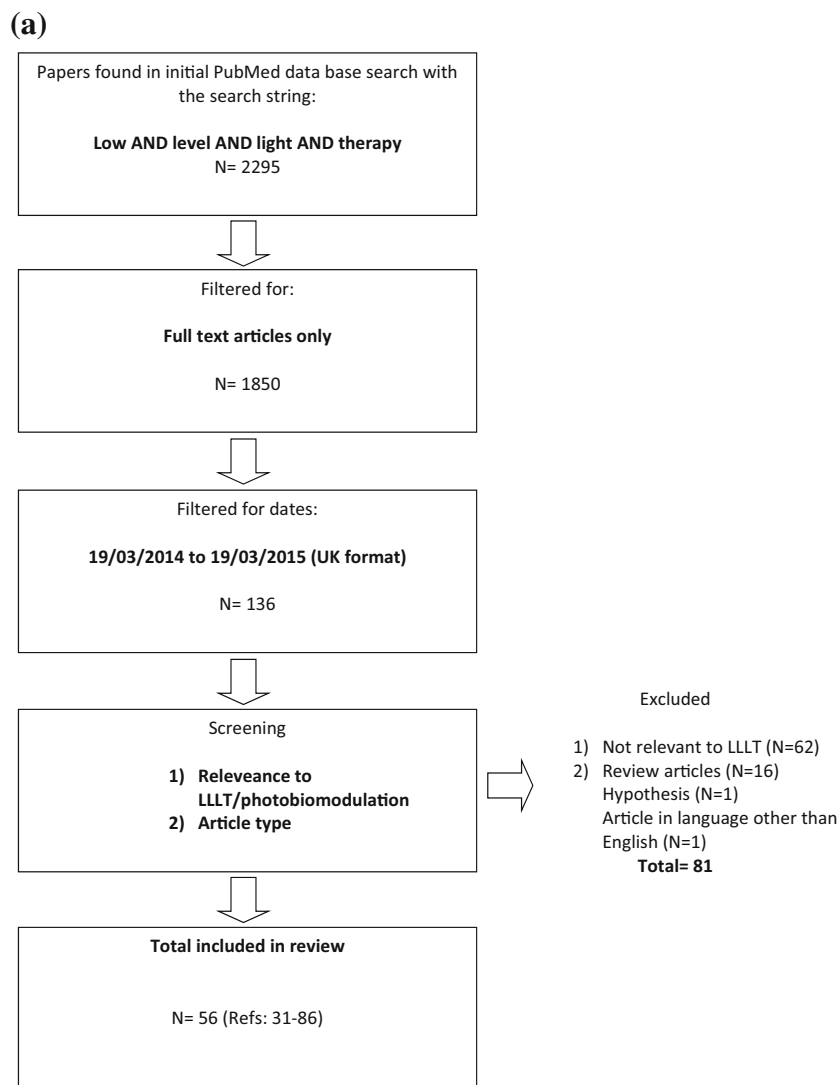 (a)
Papers found in initial PubMed data base search with
the search string:
Low AND level AND light AND therapy
N= 2295
Filtered for:
Full text articles only
N= 1850
Filtered for dates:
19/03/2014 to 19/03/2015 (UK format)
N= 136
Screening
1) Releveance to
LLLT/photobiomodulation
2) Article type
Excluded
1) Not relevant to LLLT (N=62)
2) Review articles (N=16)
Hypothesis (N=1)
Article in language other than
English (N=1)
Total= 81
Total included in review
N= 56 (Refs: 31-86)